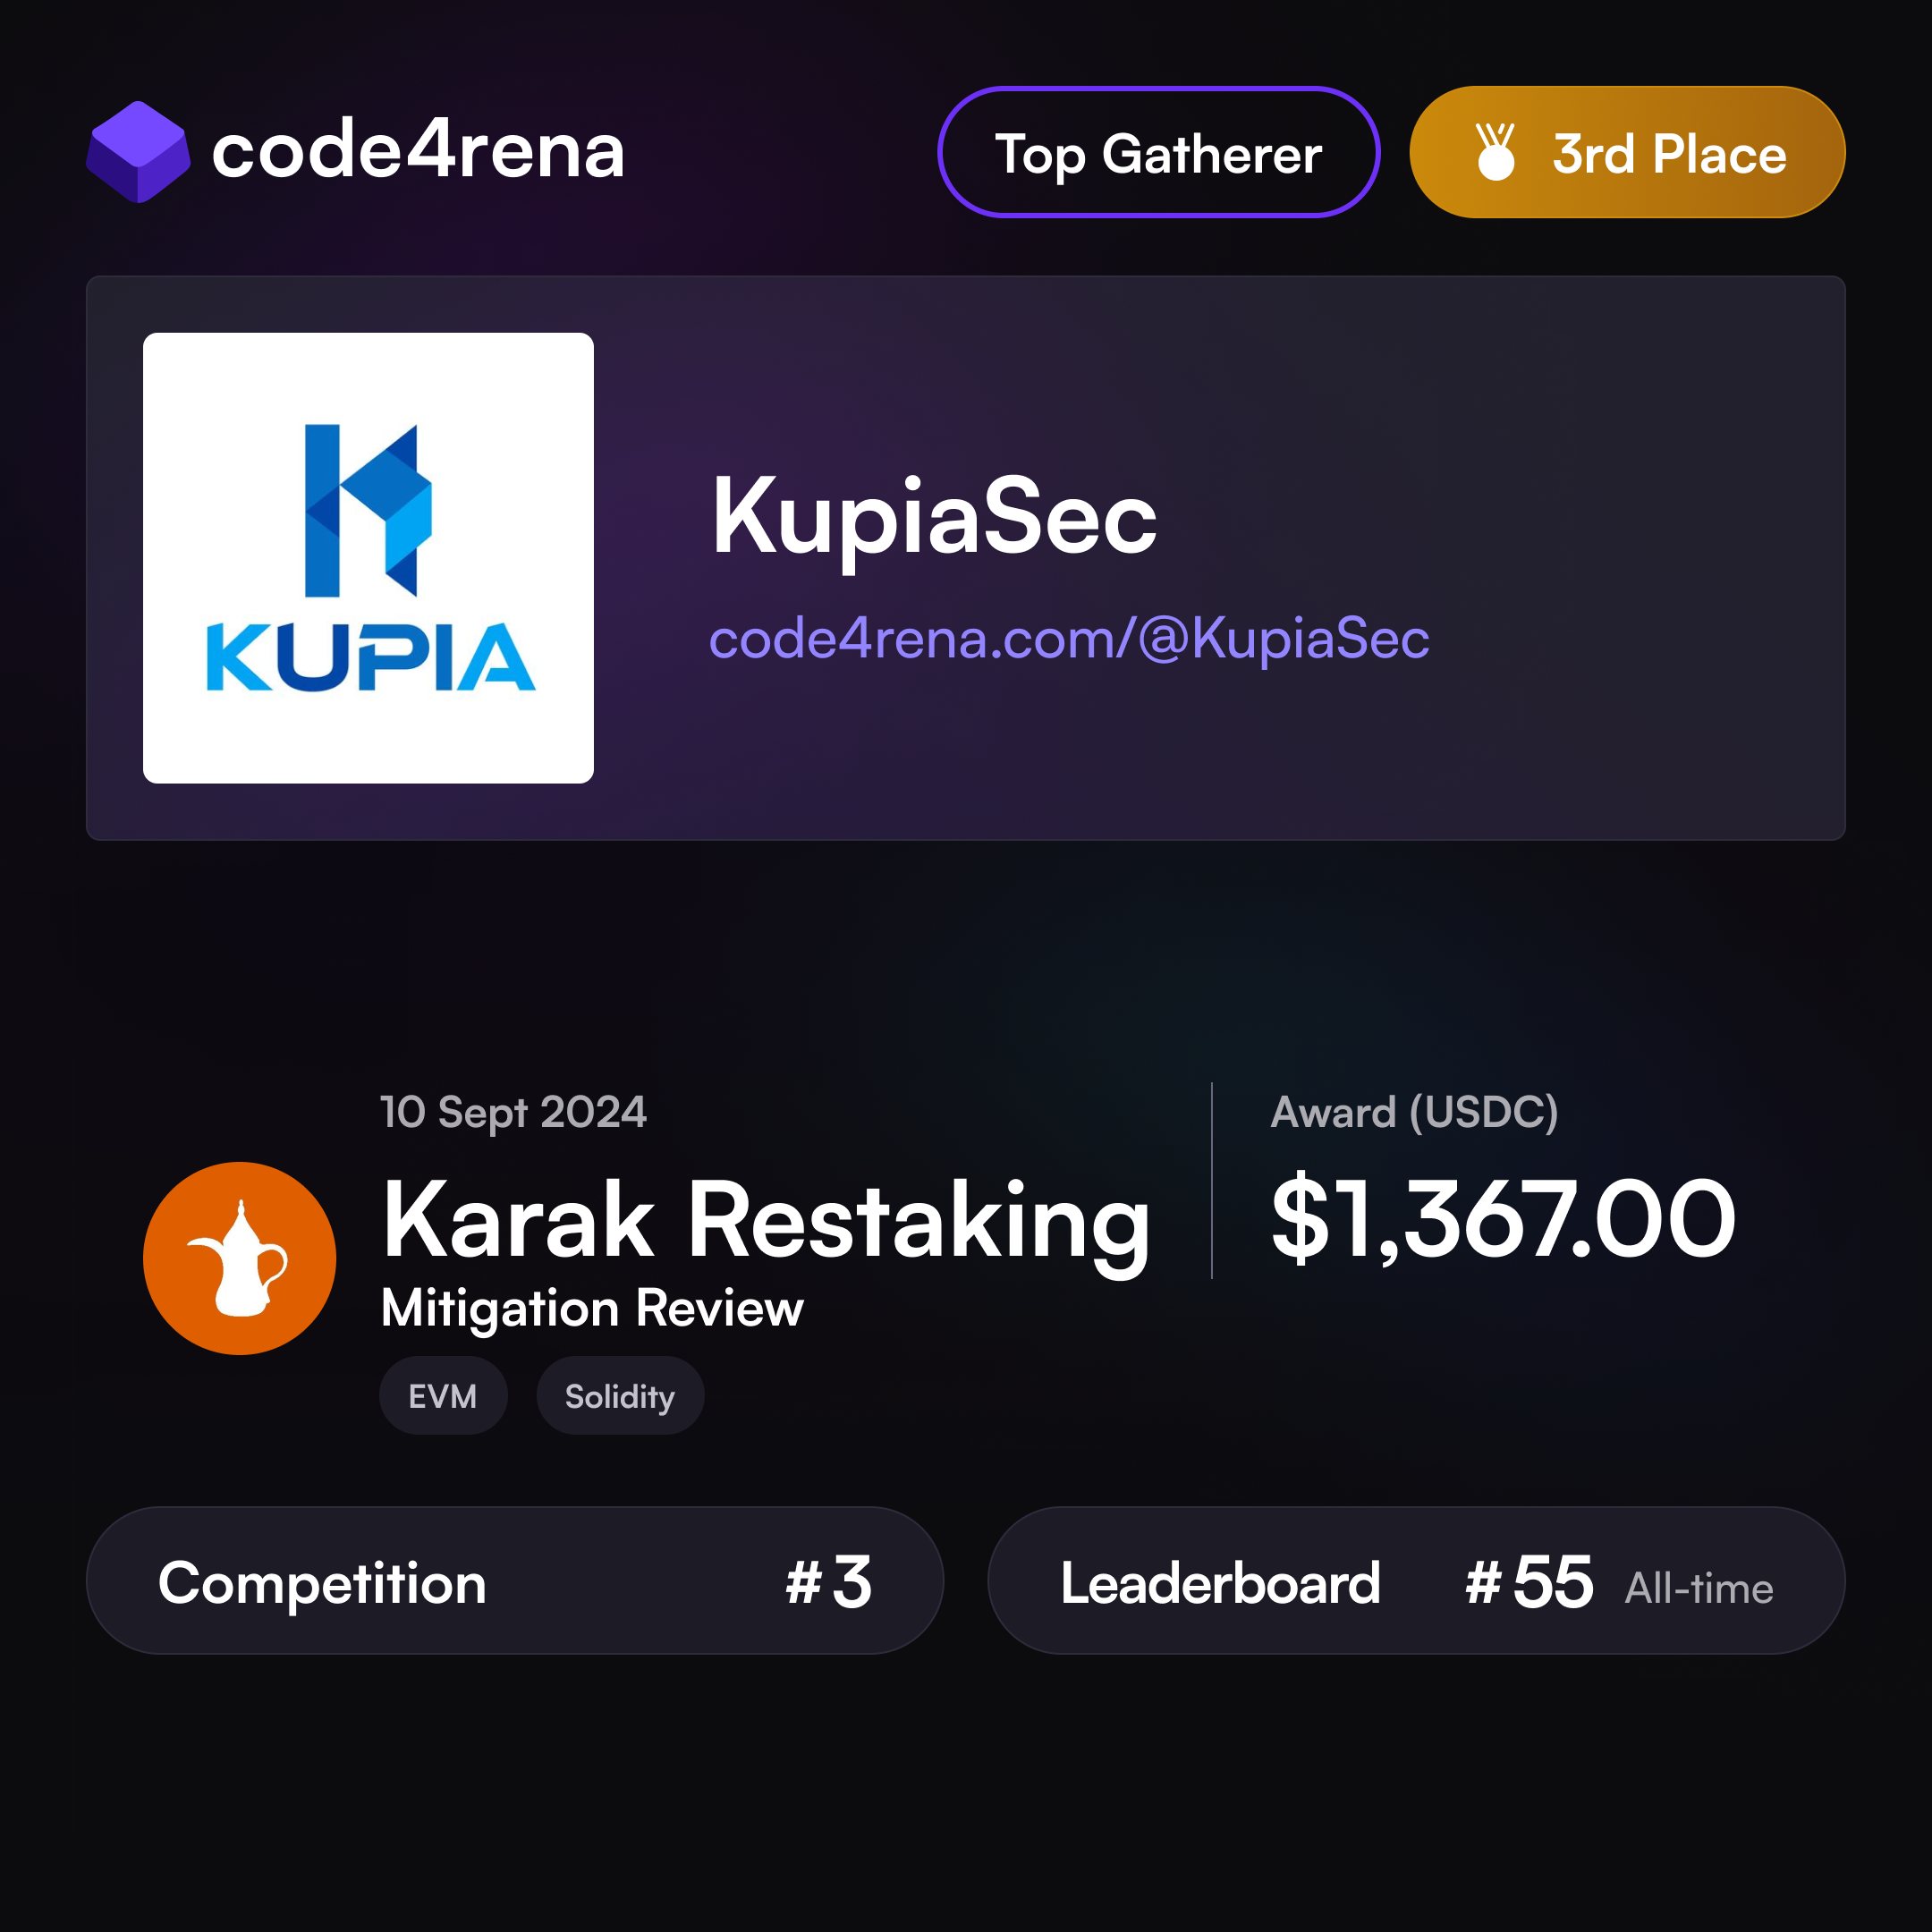 code4rena
Top Gatherer
3rd Place
KUPIA
KupiaSec
code4rena.com/@KupiaSec
10 Sept 2024
Karak Restaking
Mitigation Review
EVM
Solidity
Award (USDC)
$1,367.00
Competition
#3
Leaderboard
#55 All-time